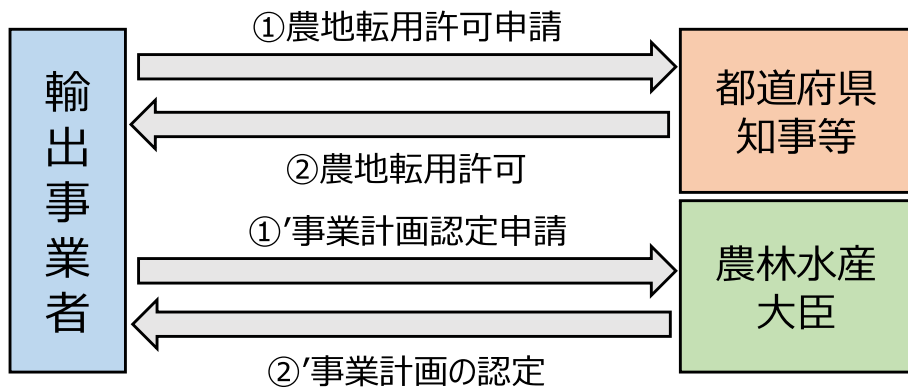 ①農地転用許可申請
輸出事業者
都道府県
知事等
②農地転用許可
①′事業計画認定申請
農林水産
大臣
②′事業計画の認定